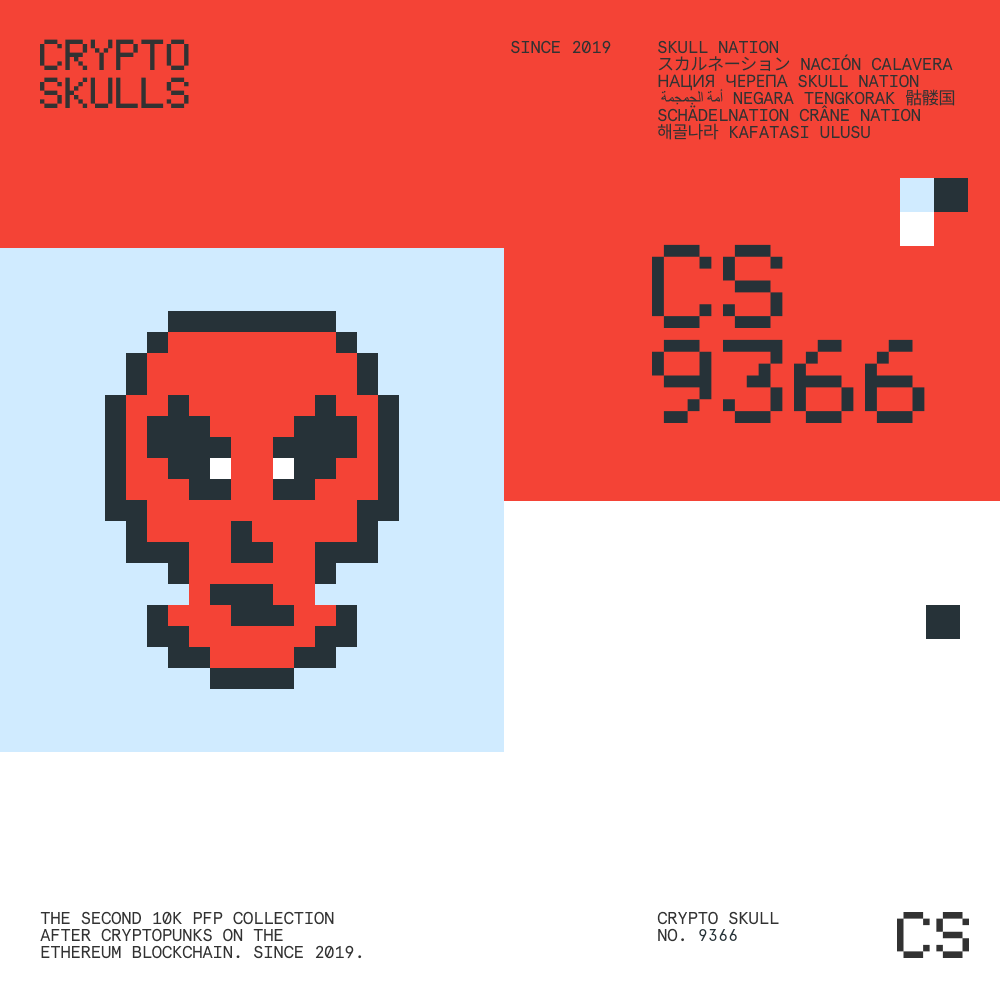 CRYPTO
SKULLS
SINCE 2019
SKULL NATION
スカルネーション NACIÓN CALAVERA
НАЦИЯ ЧЕРЕПА SKULL NATION
أمة الجمجمة NEGARA TENGKORAK 骷髅国
SCHÄDELNATION CRÂNE NATION
해골나라 KAFATASI ULUSU
CS
9366
THE SECOND 10K PFP COLLECTION
AFTER CRYPTOPUNKS ON THE
ETHEREUM BLOCKCHAIN. SINCE 2019.
CRYPTO SKULL
NO. 9366
CS